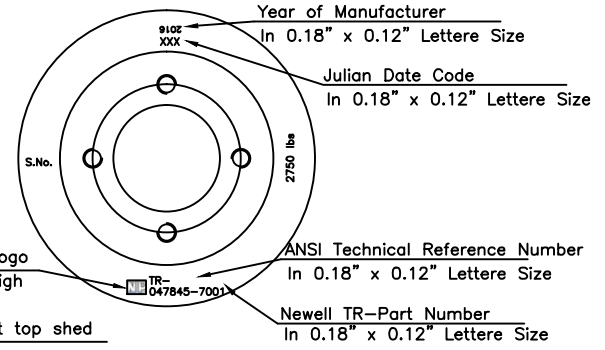 Year of Manufacturer
In 0.18" x 0.12" Lettere Size
2016
XXX
Julian Date Code
In 0.18" x 0.12" Lettere Size
S.No.
2750 lbs
ogo
igh
TR-
047845-7001
ANSI Technical Reference Number
In 0.18" x 0.12" Lettere Size
Newell TR-Part Number
In 0.18" x 0.12" Lettere Size
t top shed